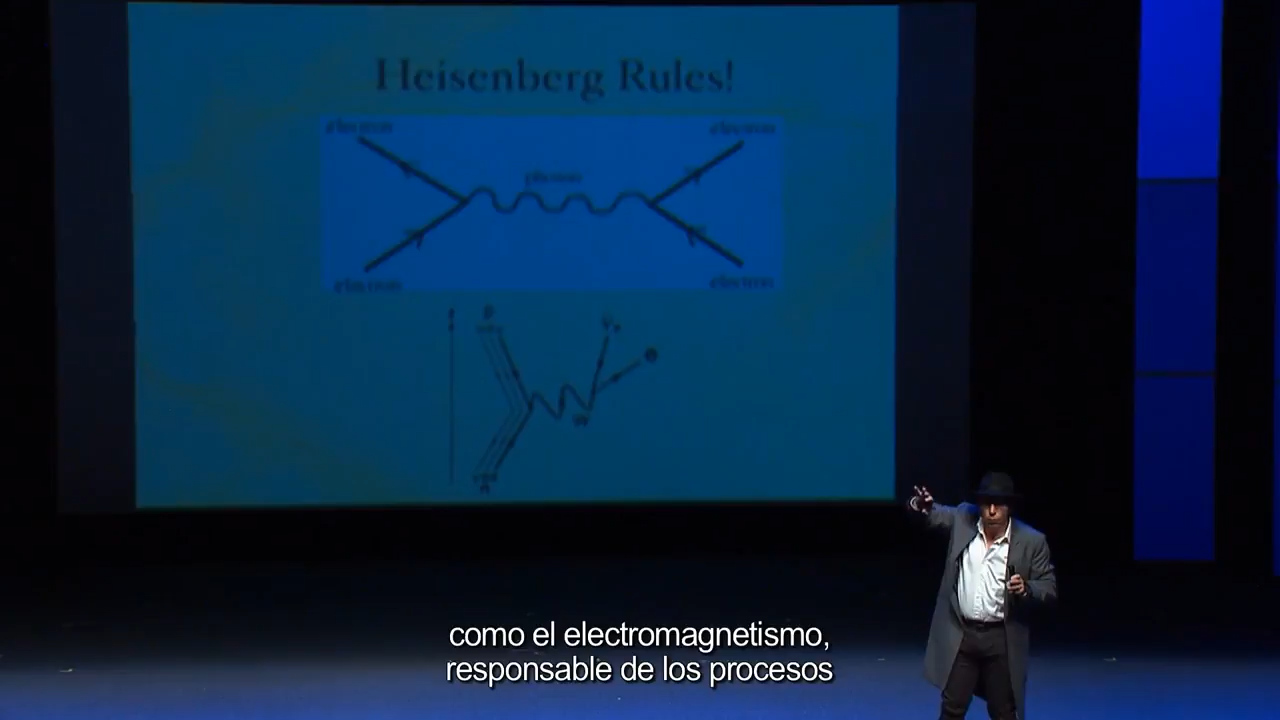 Heisenberg Rules!
electron
electron
photon
electron
electron
como el electromagnetismo,
responsable de los procesos